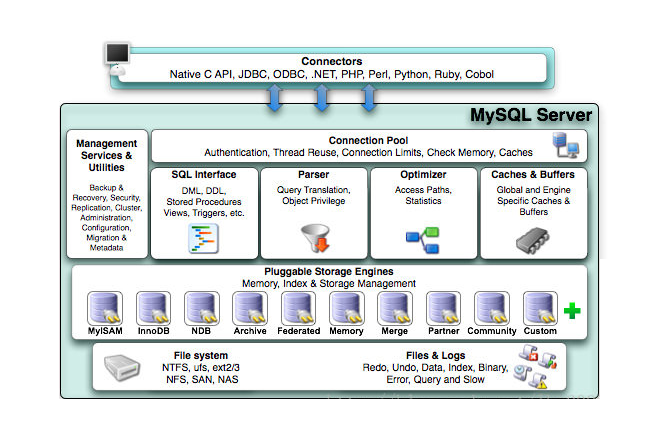 Connectors
Native C API, JDBC, ODBC, .NET, PHP, Perl, Python, Ruby, Cobol
MySQL Server
Management
Services &
Utilities
Backup &
Recovery, Security,
Replication, Cluster,
Administration,
Configuration,
Migration &
Metadata
Connection Pool
Authentication, Thread Reuse, Connection Limits, Check Memory, Caches
SQL Interface
DML, DDL,
Stored Procedures
Views, Triggers, etc.
Parser
Query Translation,
Object Privilege
Optimizer
Access Paths,
Statistics
Caches & Buffers
Global and Engine
Specific Caches &
Buffers
Pluggable Storage Engines
Memory, Index & Storage Management
MyISAM
InnoDB
NDB
Archive
Federated
Memory
Merge
Partner
Community
Custom
File system
NTFS, ufs, ext2/3
NFS, SAN, NAS
Files & Logs
Redo, Undo, Data, Index, Binary,
Error, Query and Slow